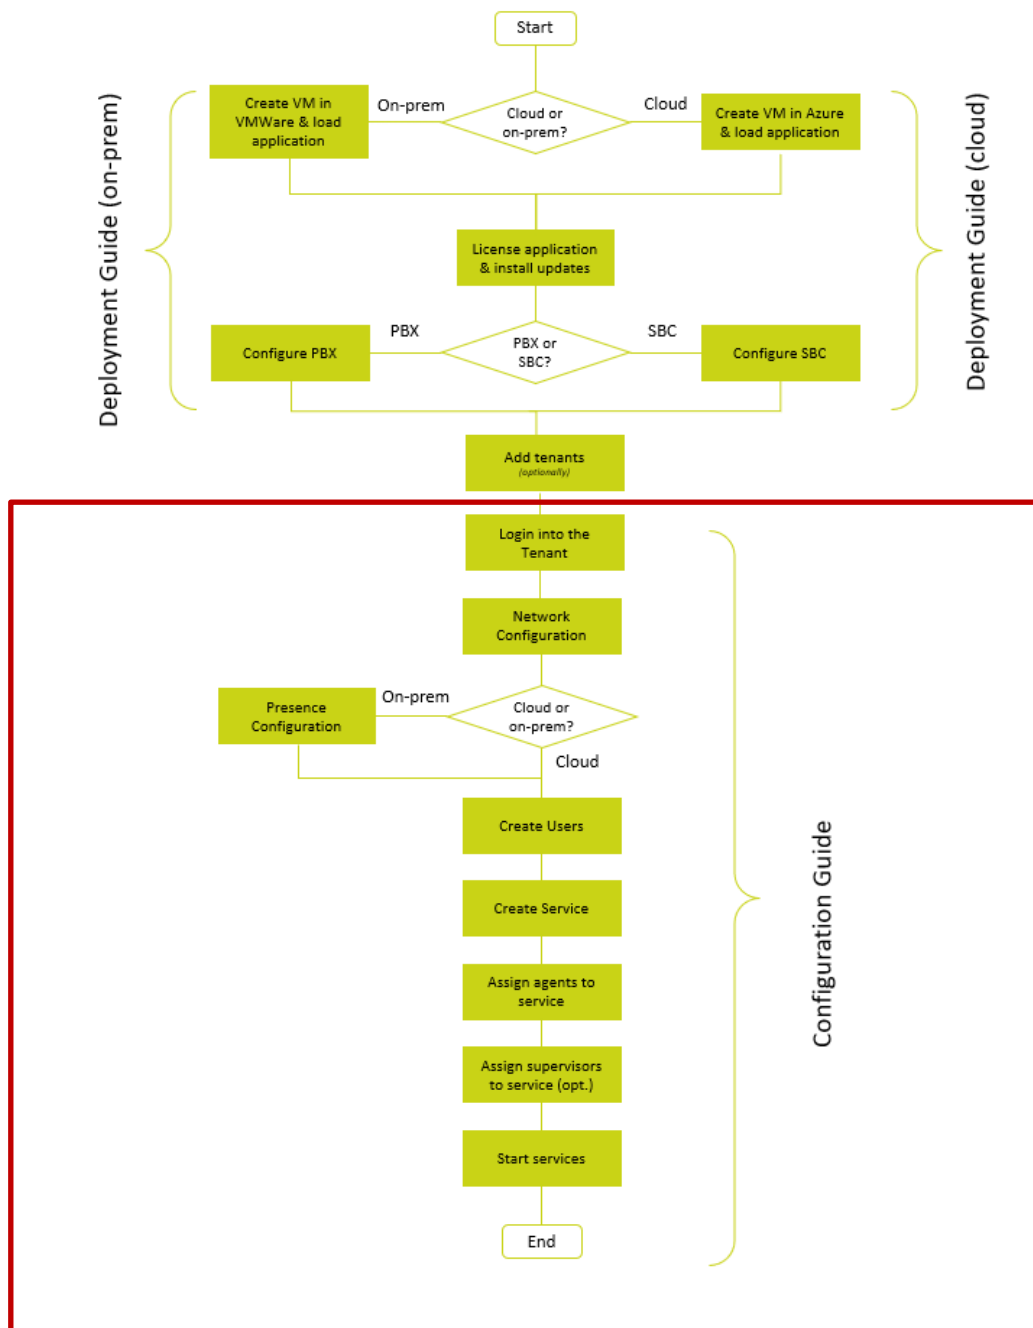 Start
Deployment Guide (on-prem)
Create VM in
VMWare & load
application
On-prem
Cloud or
on-prem?
Cloud
Create VM in Azure
& load application
Deployment Guide (cloud)
License application
& install updates
Configure PBX
PBX
PBX or
SBC?
SBC
Configure SBC
Add tenants
(optionally)
Login into the
Tenant
Network
Configuration
Presence
Configuration
On-prem
Cloud or
on-prem?
Cloud
Create Users
Configuration Guide
Create Service
Assign agents to
service
Assign supervisors
to service (opt.)
Start services
End